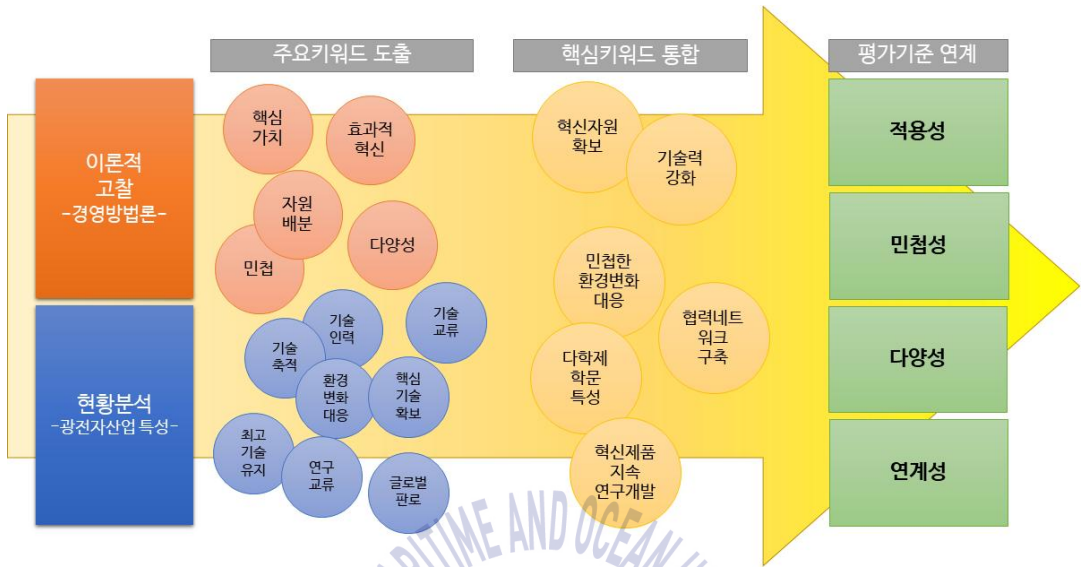 주요키워드 도출
핵심키워드 통합
평가기준 연계
이론적
고찰
-경영방법론-
현황분석
-광전자산업 특성-
핵심
가치
효과적
혁신
자원
배분
민첩
다양성
기술
인력
기술
교류
기술
축적
환경
변화
대응
핵심
기술
확보
최고
기술
유지
연구
교류
글로벌
판로
혁신자원
확보
기술력
강화
민첩한
환경변화
대응
협력네트
워크
구축
다학제
학문
특성
혁신제품
지속
연구개발
적용성
민첩성
다양성
연계성
RITIME AND OCEAN